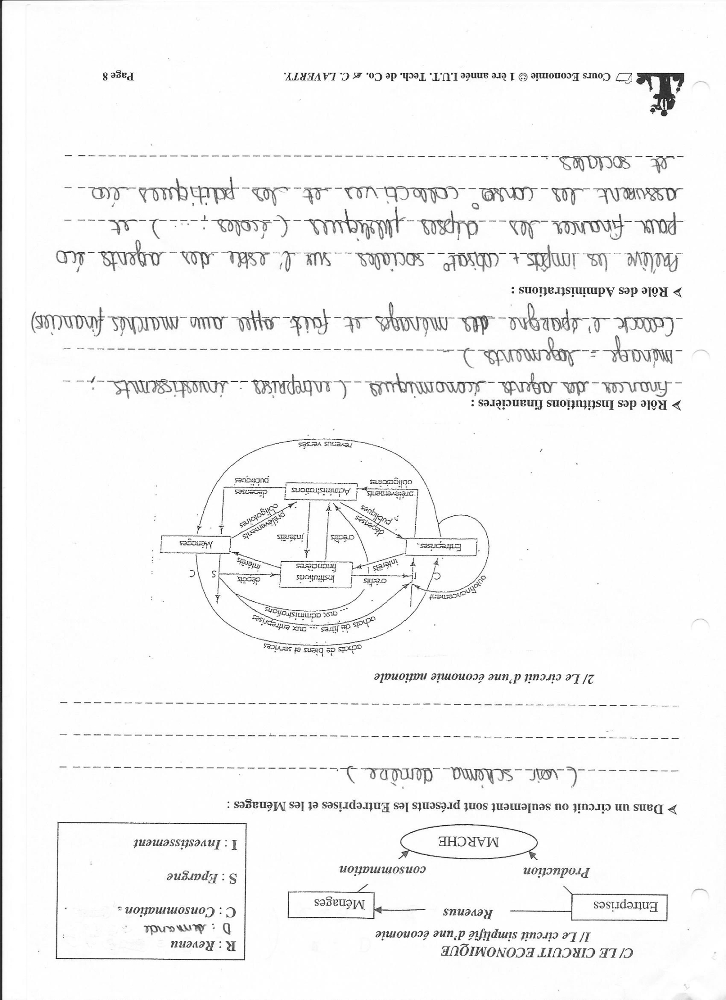 C/ LE CIRCUIT ECONOMIQUE
1/ Le circuit simplifié d'une économie
Entreprises
Revenus
Ménages
Production
consommation
MARCHE
R : Revenu
D : demande
C : Consommation
S : Epargne
I : Investissement
➢ Dans un circuit ou seulement sont présents les Entreprises et les Ménages :
( voir schéma derrière ).
2/ Le circuit d'une économie nationale
achats de biens et services
achats de titres ... aux entreprises
... aux administrations
autofinancement
C
I
crédits
Institutions
financières
dépôts
S
C
intérêts
intérêts
Entreprises
Ménages
dépenses
publiques
crédits
intérêts
prélèvements
obligatoires
prélèvements
obligatoires
Administrations
dépenses
publiques
revenus versés
➢ Rôle des Institutions financières :
financer des agents économiques ( entreprises : investissemts ;
ménage = logements )
Collecte l'épargne des ménages et fait appel aux marchés financiers)
➢ Rôle des Administrations :
Prélève les impôts + cotisat° sociales sur l' des agents éco
pour financer les dépses publiques ( écoles ; ... ) et
assurent les conso° collectives et les politiques éco
et sociales .
Cours Economie ☺ 1 ère année I.U.T. Tech. de Co. C. LAVERTY.
Page 8